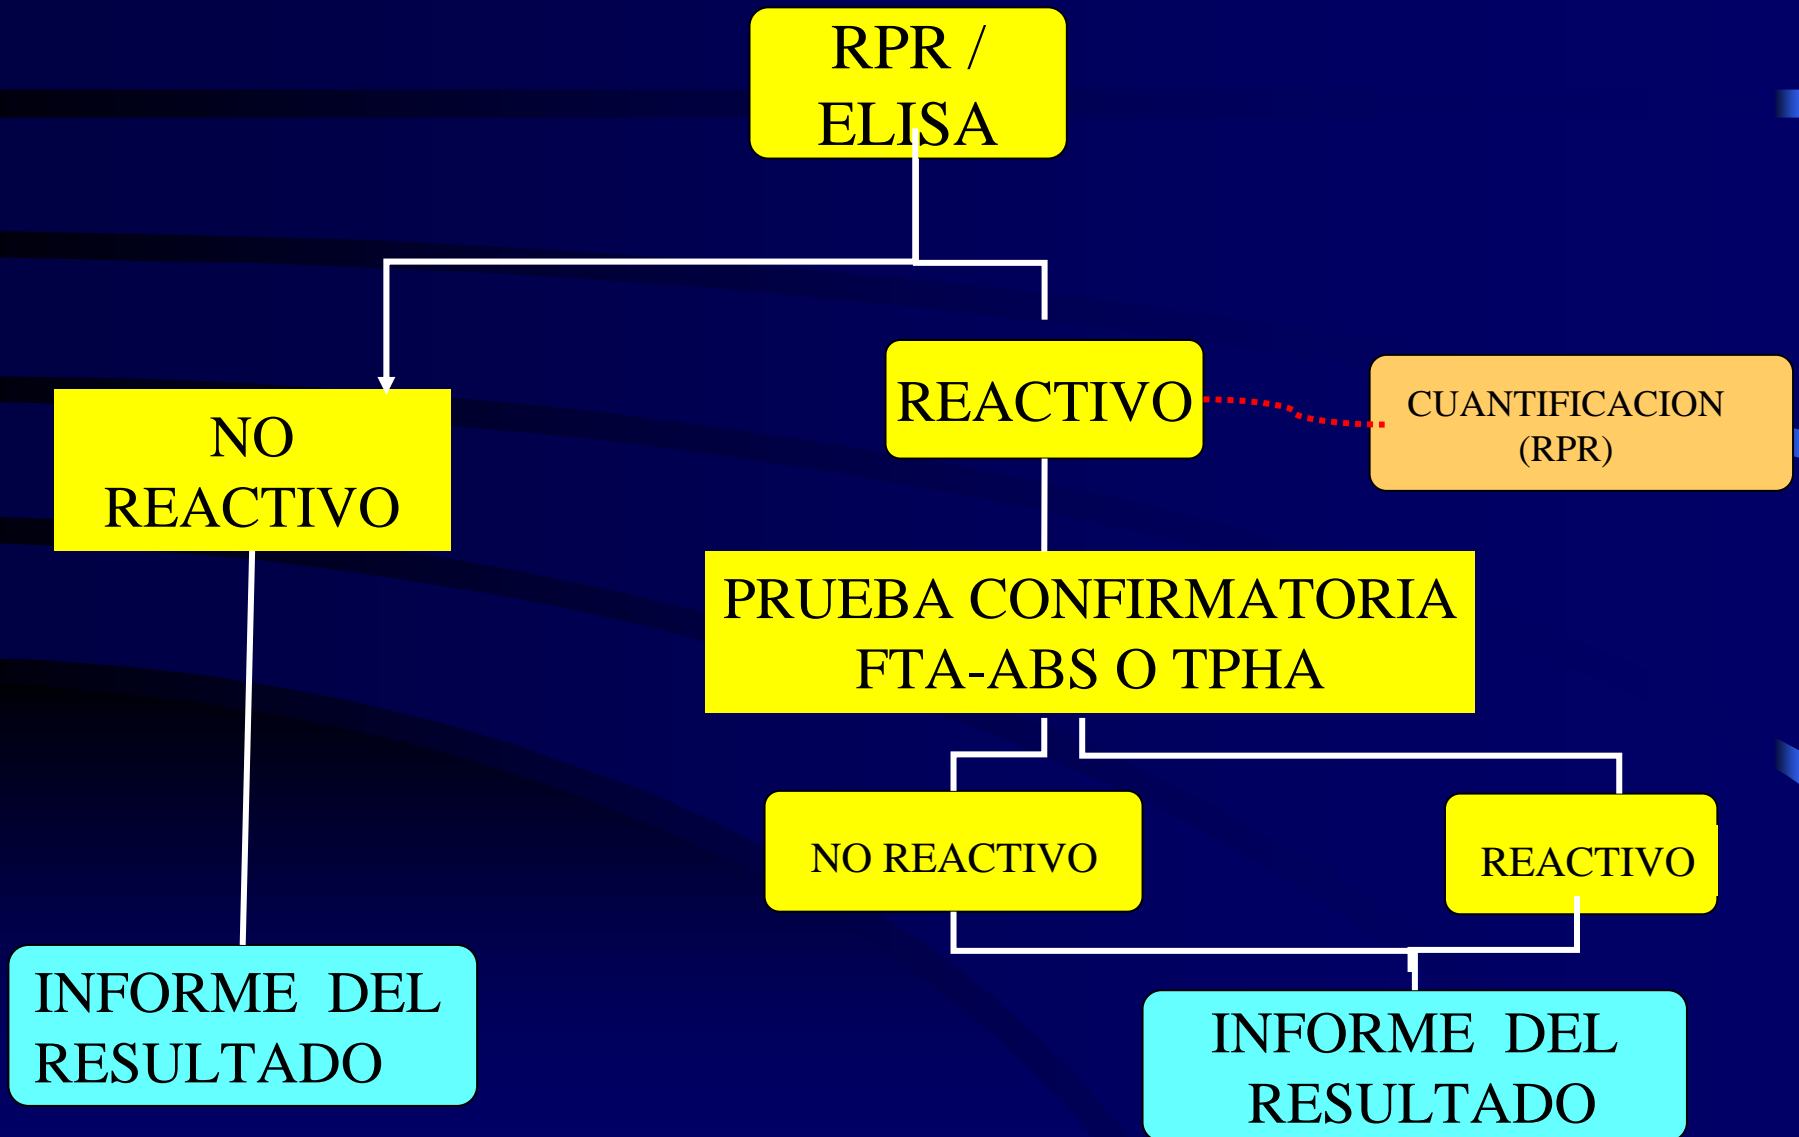 RPR /
ELISA
NO
REACTIVO
REACTIVO
CUANTIFICACION
(RPR)
PRUEBA CONFIRMATORIA
FTA-ABS O TPHA
NO REACTIVO
REACTIVO
INFORME DEL
RESULTADO
INFORME DEL
RESULTADO